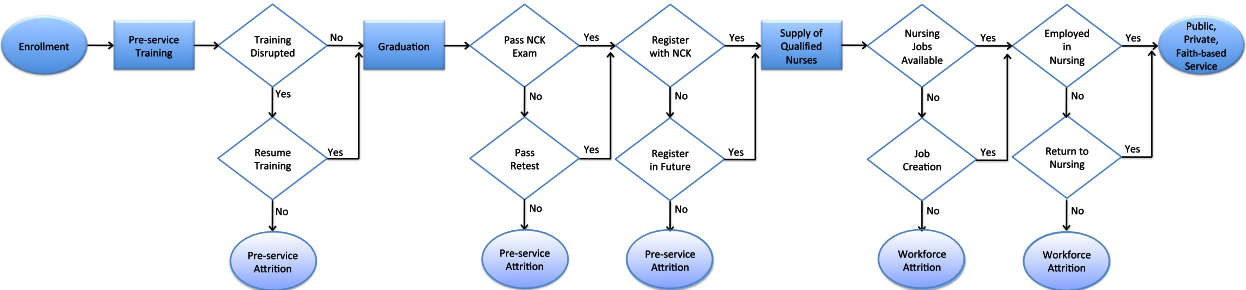 Enrollment
Pre-service
Training
Training
Disrupted
No
Yes
Resume
Training
Yes
No
Pre-service
Attrition
Graduation
Pass NCK
Exam
Yes
No
Pass
Retest
Yes
No
Pre-service
Attrition
Register
with NCK
Yes
No
Register
in Future
Yes
No
Pre-service
Attrition
Supply of
Qualified
Nurses
Nursing
Jobs
Available
Yes
No
Job
Creation
Yes
No
Workforce
Attrition
Employed
in
Nursing
Yes
No
Return to
Nursing
Yes
No
Workforce
Attrition
Public,
Private,
Faith-based
Service